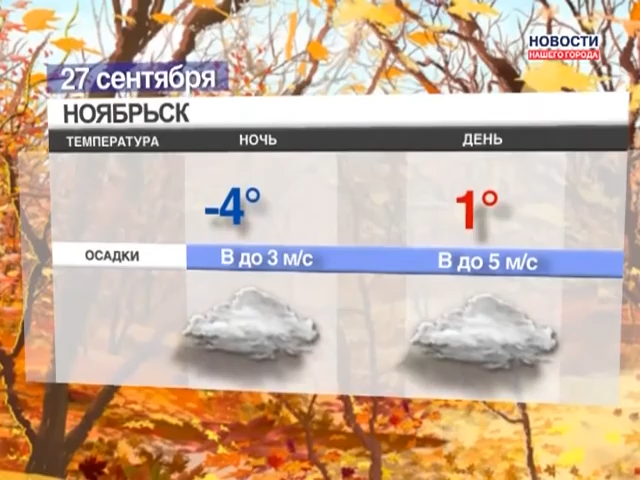 НОВОСТИ
НАШЕГО ГОРОДА
27 сентября
НОЯБРЬСК
ТЕМПЕРАТУРА НОЧЬ ДЕНЬ
-4° 1°
ОСАДКИ В до 3 м/с В до 5 м/с